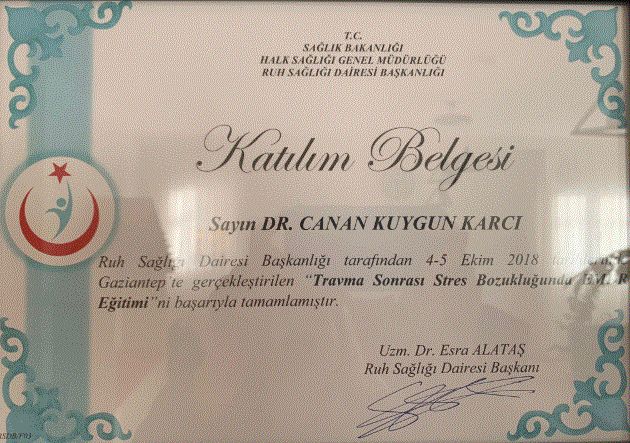 T.C.
SAĞLIK BAKANLIĞI
HALK SAĞLIĞI GENEL MÜDÜRLÜĞÜ
RUH SAĞLIĞI DAİRESİ BAŞKANLIĞI
Katılım Belgesi
Sayın DR. CANAN KUYGUN KARCI
Ruh Sağlığı Dairesi Başkanlığı tarafından 4-5 Ekim 2018
Gaziantep'te gerçekleştirilen “Travma Sonrası Stres Bozukluğunda
Eğitimi”ni başarıyla tamamlamıştır.
Uzm. Dr. Esra ALATAŞ
Ruh Sağlığı Dairesi Başkanı